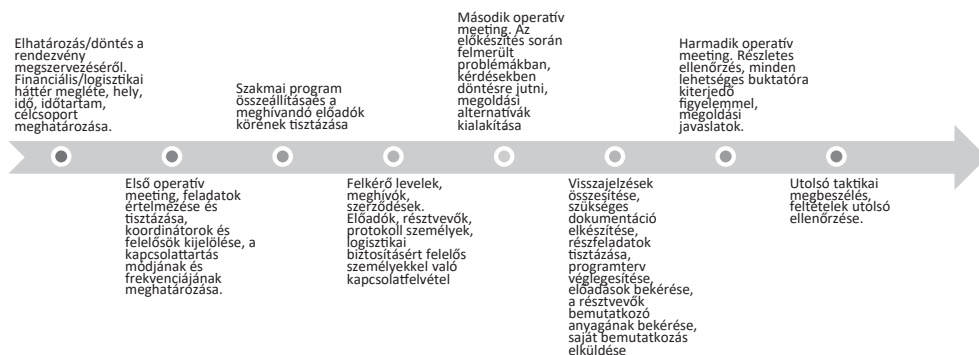 Elhatározás/döntés a
rendezvény
megszervezéséről.
Financiális/logisztikai
háttér megléte, hely,
idő, időtartam,
célcsoport
meghatározása.
Első operatív
meeting, feladatok
értelmezése és
tisztázása,
koordinátorok és
felelősök kijelölése, a
kapcsolattartás
módjának és
frekvenciájának
meghatározása.
Szakmai program
összeállításaés a
meghívandó előadók
körének tisztázása
Felkérő levelek,
meghívók,
szerződések.
Előadók, résztvevők,
protokoll személyek,
logisztikai
biztosításért felelős
személyekkel való
kapcsolatfelvétel
Második operatív
meeting. Az
előkészítés során
felmerült
problémákban,
kérdésekben
döntésre jutni,
megoldási
alternatívák
kialakítása
Visszajelzések
összesítése,
szükséges
dokumentáció
elkészítése,
részfeladatok
tisztázása,
programterv
véglegesítése,
előadások bekérése,
a résztvevők
bemutatkozó
anyagának bekérése,
saját bemutatkozás
elküldése
Harmadik operatív
meeting. Részletes
ellenőrzés, minden
lehetséges buktatóra
kiterjedő
figyelemmel,
megoldási
javaslatok.
Utolsó taktikai
megbeszélés,
feltételek utolsó
ellenőrzése.